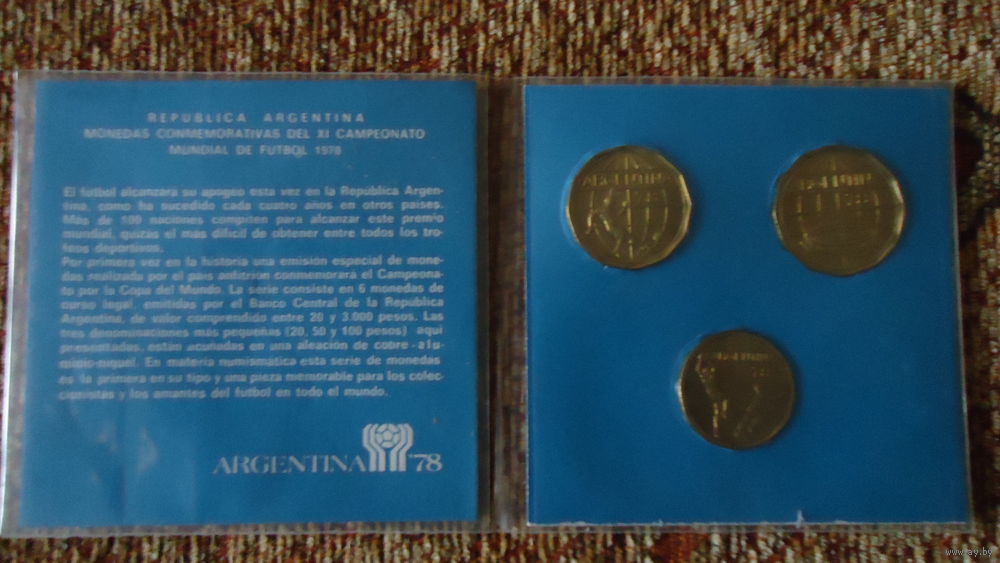 REPUBLICA ARGENTINA
MONEDAS CONMEMORATIVAS DEL XI CAMPEONATO
MUNDIAL DE FUTBOL 1978
El futbol alcanzara su apogeo esta vez en la República Argen-
tina, como ha sucedido cada cuatro años en otros países.
Más de 100 naciones compiten para alcanzar este premio
mundial, quizás el más difícil de obtener entre todos los tro-
feos deportivos.
Por primera vez en la historia una emisión especial de mone-
das realizada por el país anfitrión conmemorará el Campeona-
to por la Copa del Mundo. La serie consiste en 6 monedas de
curso legal, emitidas por el Banco Central de la República
Argentina, de valor comprendido entre 20 y 3.000 pesos. Las
tres denominaciones más pequeñas (20, 50 y 100 pesos) aquí
presentadas, están acuñadas en una aleación de cobre-alu-
minio-niquel. En materia numismática esta serie de monedas
es la primera en su tipo y una pieza memorable para los colec-
cionistas y los amantes del futbol en todo el mundo.
ARGENTINA '78
78
www.ay.by